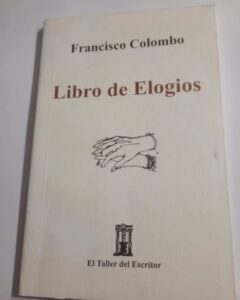 Francisco Colombo
Libro de Elogios
El Taller del Escritor